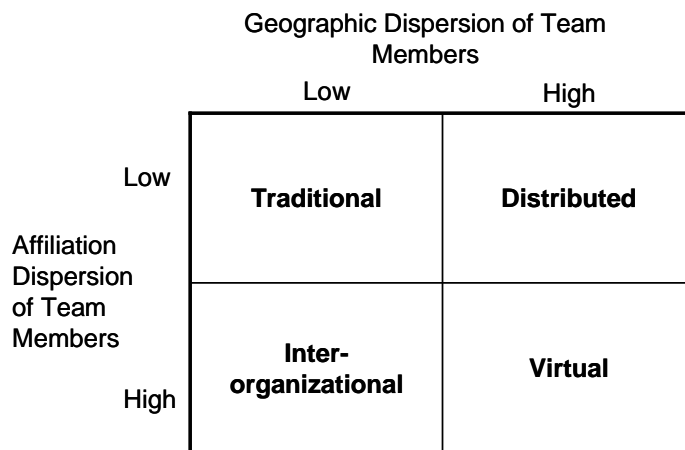 Geographic Dispersion of Team
Members
Low
High
Low
Traditional
Distributed
Affiliation
Dispersion
of Team
Members
Inter-
organizational
Virtual
High